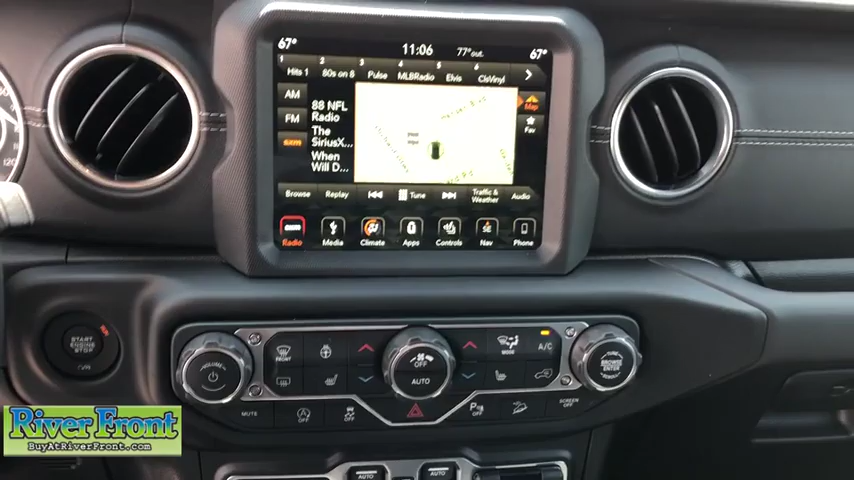 67° 11:06 77°out. 67°
1 2 3 4 5 6
Hits 1 80s on 8 Pulse MLBRadio Elvis ClsVinyl
AM
FM
88 NFL
Radio
The
SiriusX...
When
Will D...
Map
Fav
Browse Replay Tune Traffic &
Weather Audio
Radio Media Climate Apps Controls Nav Phone
120
START
ENGINE
STOP
RUN
VOLUME
FRONT
OFF
AUTO
MODE
A/C
BROWSE
ENTER
MUTE
OFF
OFF
OFF
SCREEN
OFF
AUTO
AUTO
River Front
BuyAtRiverFront.com